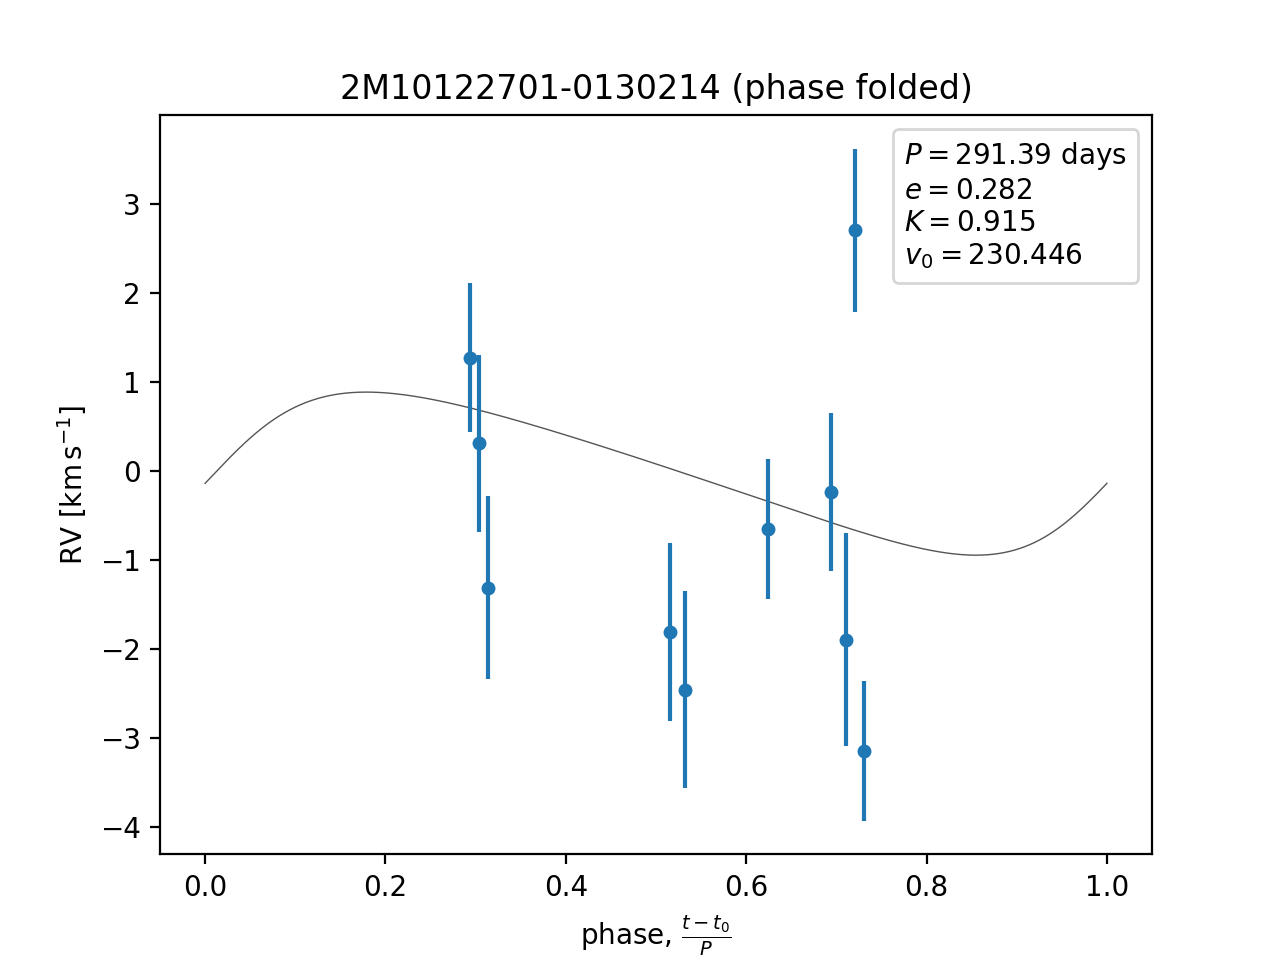 2M10122701-0130214 (phase folded)
P = 291.39 days
e = 0.282
K = 0.915
v₀ = 230.446
RV [km s⁻¹]
3
2
1
0
−1
−2
−3
−4
0.0 0.2 0.4 0.6 0.8 1.0
phase, (t − t₀)/P